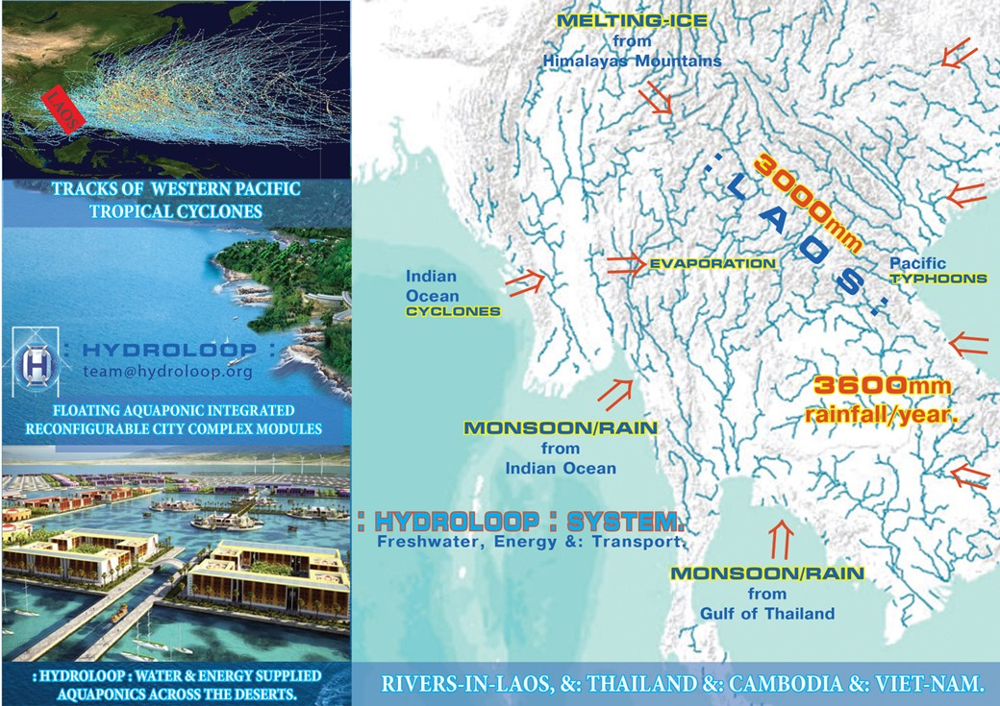 LAOS
TRACKS OF WESTERN PACIFIC
TROPICAL CYCLONES
H
: HYDROLOOP :
team@hydroloop.org
FLOATING AQUAPONIC INTEGRATED
RECONFIGURABLE CITY COMPLEX MODULES
: HYDROLOOP : WATER & ENERGY SUPPLIED
AQUAPONICS ACROSS THE DESERTS.
MELTING-ICE
from
Himalayas Mountains
3000mm
: LAOS :
EVAPORATION
Indian
Ocean
CYCLONES
Pacific
TYPHOONS
3600mm
rainfall/year.
MONSOON/RAIN
from
Indian Ocean
: HYDROLOOP : SYSTEM.
Freshwater, Energy &: Transport.
MONSOON/RAIN
from
Gulf of Thailand
RIVERS-IN-LAOS, &: THAILAND &: CAMBODIA &: VIET-NAM.